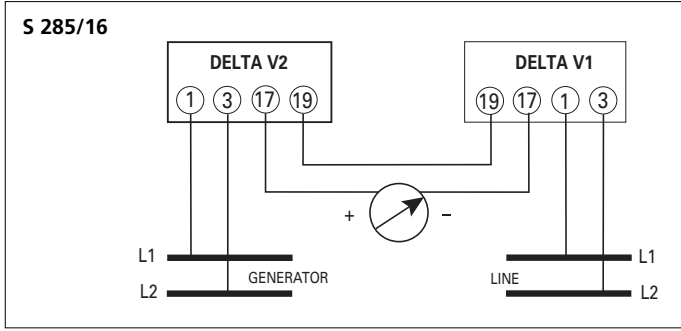 S 285/16
DELTA V2 DELTA V1
1 3 17 19 19 17 1 3
+ –
L1 L1
GENERATOR LINE
L2 L2